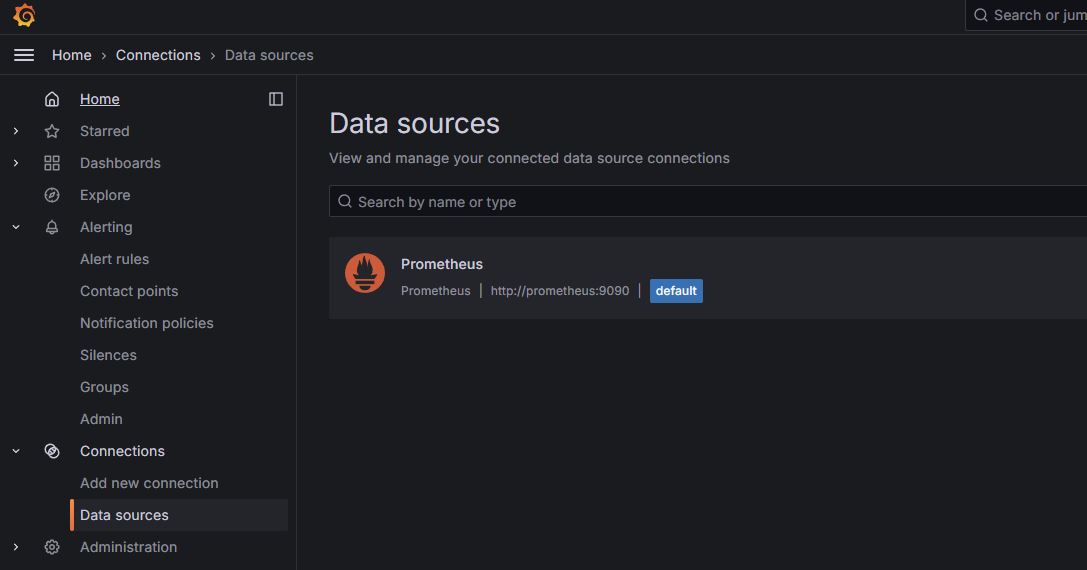 Search or jum
Home › Connections › Data sources
Home
Starred
Dashboards
Explore
Alerting
Alert rules
Contact points
Notification policies
Silences
Groups
Admin
Connections
Add new connection
Data sources
Administration
Data sources
View and manage your connected data source connections
Search by name or type
Prometheus
Prometheus | http://prometheus:9090 | default